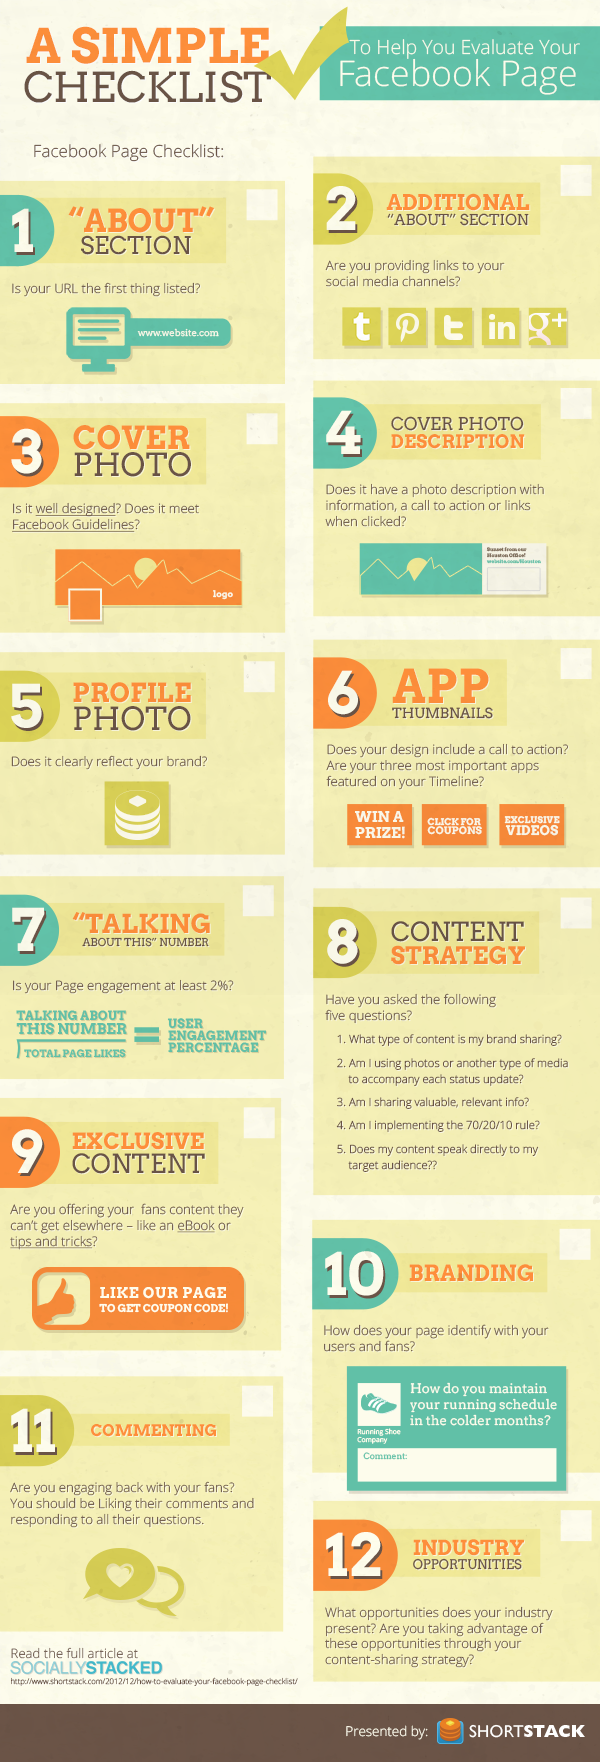 A SIMPLE
CHECKLIST
To Help You Evaluate Your
Facebook Page
Facebook Page Checklist:
1
“ABOUT”
SECTION
Is your URL the first thing listed?
www.website.com
2
ADDITIONAL
“ABOUT” SECTION
Are you providing links to your
social media channels?
t
t
in
g+
3
COVER
PHOTO
Is it well designed? Does it meet
Facebook Guidelines?
logo
4
COVER PHOTO
DESCRIPTION
Does it have a photo description with
information, a call to action or links
when clicked?
Sunset from our
Houston Office!
website.com/Houston
5
PROFILE
PHOTO
Does it clearly reflect your brand?
6
APP
THUMBNAILS
Does your design include a call to action?
Are your three most important apps
featured on your Timeline?
WIN A
PRIZE!
CLICK FOR
COUPONS
EXCLUSIVE
VIDEOS
7
“TALKING
ABOUT THIS” NUMBER
Is your Page engagement at least 2%?
TALKING ABOUT
THIS NUMBER
/ TOTAL PAGE LIKES
=
USER
ENGAGEMENT
PERCENTAGE
8
CONTENT
STRATEGY
Have you asked the following
five questions?
1. What type of content is my brand sharing?
2. Am I using photos or another type of media
to accompany each status update?
3. Am I sharing valuable, relevant info?
4. Am I implementing the 70/20/10 rule?
5. Does my content speak directly to my
target audience??
9
EXCLUSIVE
CONTENT
Are you offering your fans content they
can’t get elsewhere – like an eBook or
tips and tricks?
LIKE OUR PAGE
TO GET COUPON CODE!
10
BRANDING
How does your page identify with your
users and fans?
How do you maintain
your running schedule
in the colder months?
Running Shoe
Company
Comment:
11
COMMENTING
Are you engaging back with your fans?
You should be Liking their comments and
responding to all their questions.
12
INDUSTRY
OPPORTUNITIES
What opportunities does your industry
present? Are you taking advantage of
these opportunities through your
content-sharing strategy?
Read the full article at
SOCIALLYSTACKED
http://www.shortstack.com/2012/12/how-to-evaluate-your-facebook-page-checklist/
Presented by: SHORTSTACK